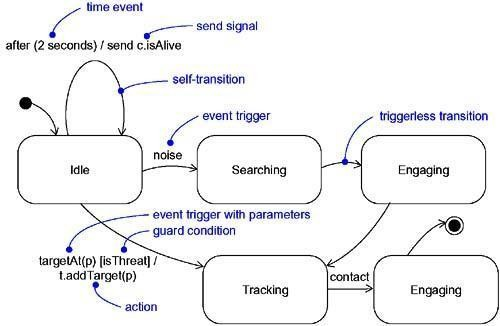 time event
send signal
after (2 seconds) / send c.isAlive
self-transition
event trigger
triggerless transition
noise
Idle
Searching
Engaging
event trigger with parameters
guard condition
targetAt(p) [isThreat] /
t.addTarget(p)
action
Tracking
contact
Engaging